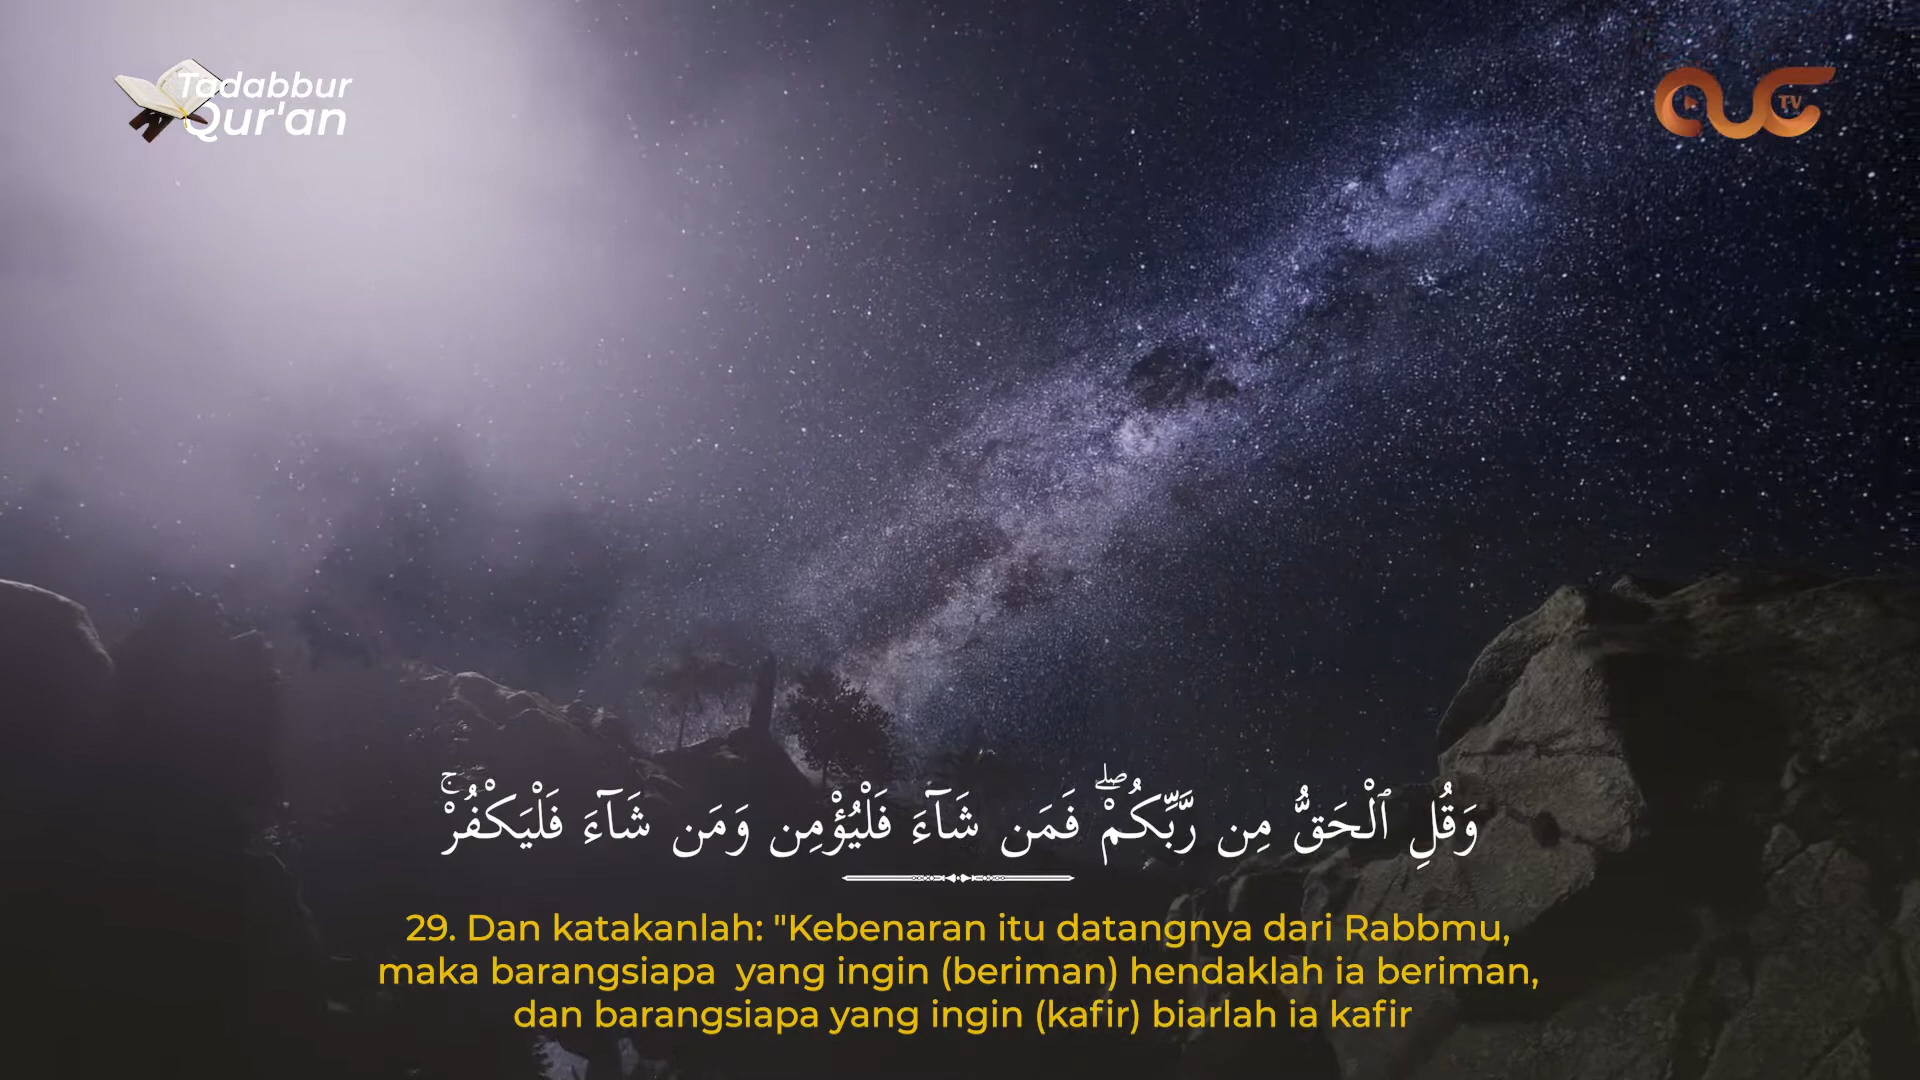 Tadabbur
Qur'an
TV
وَقُلِ ٱلْحَقُّ مِن رَّبِّكُمْ ۖ فَمَن شَآءَ فَلْيُؤْمِن وَمَن شَآءَ فَلْيَكْفُرْ ۚ
29. Dan katakanlah: "Kebenaran itu datangnya dari Rabbmu,
maka barangsiapa  yang ingin (beriman) hendaklah ia beriman,
dan barangsiapa yang ingin (kafir) biarlah ia kafir